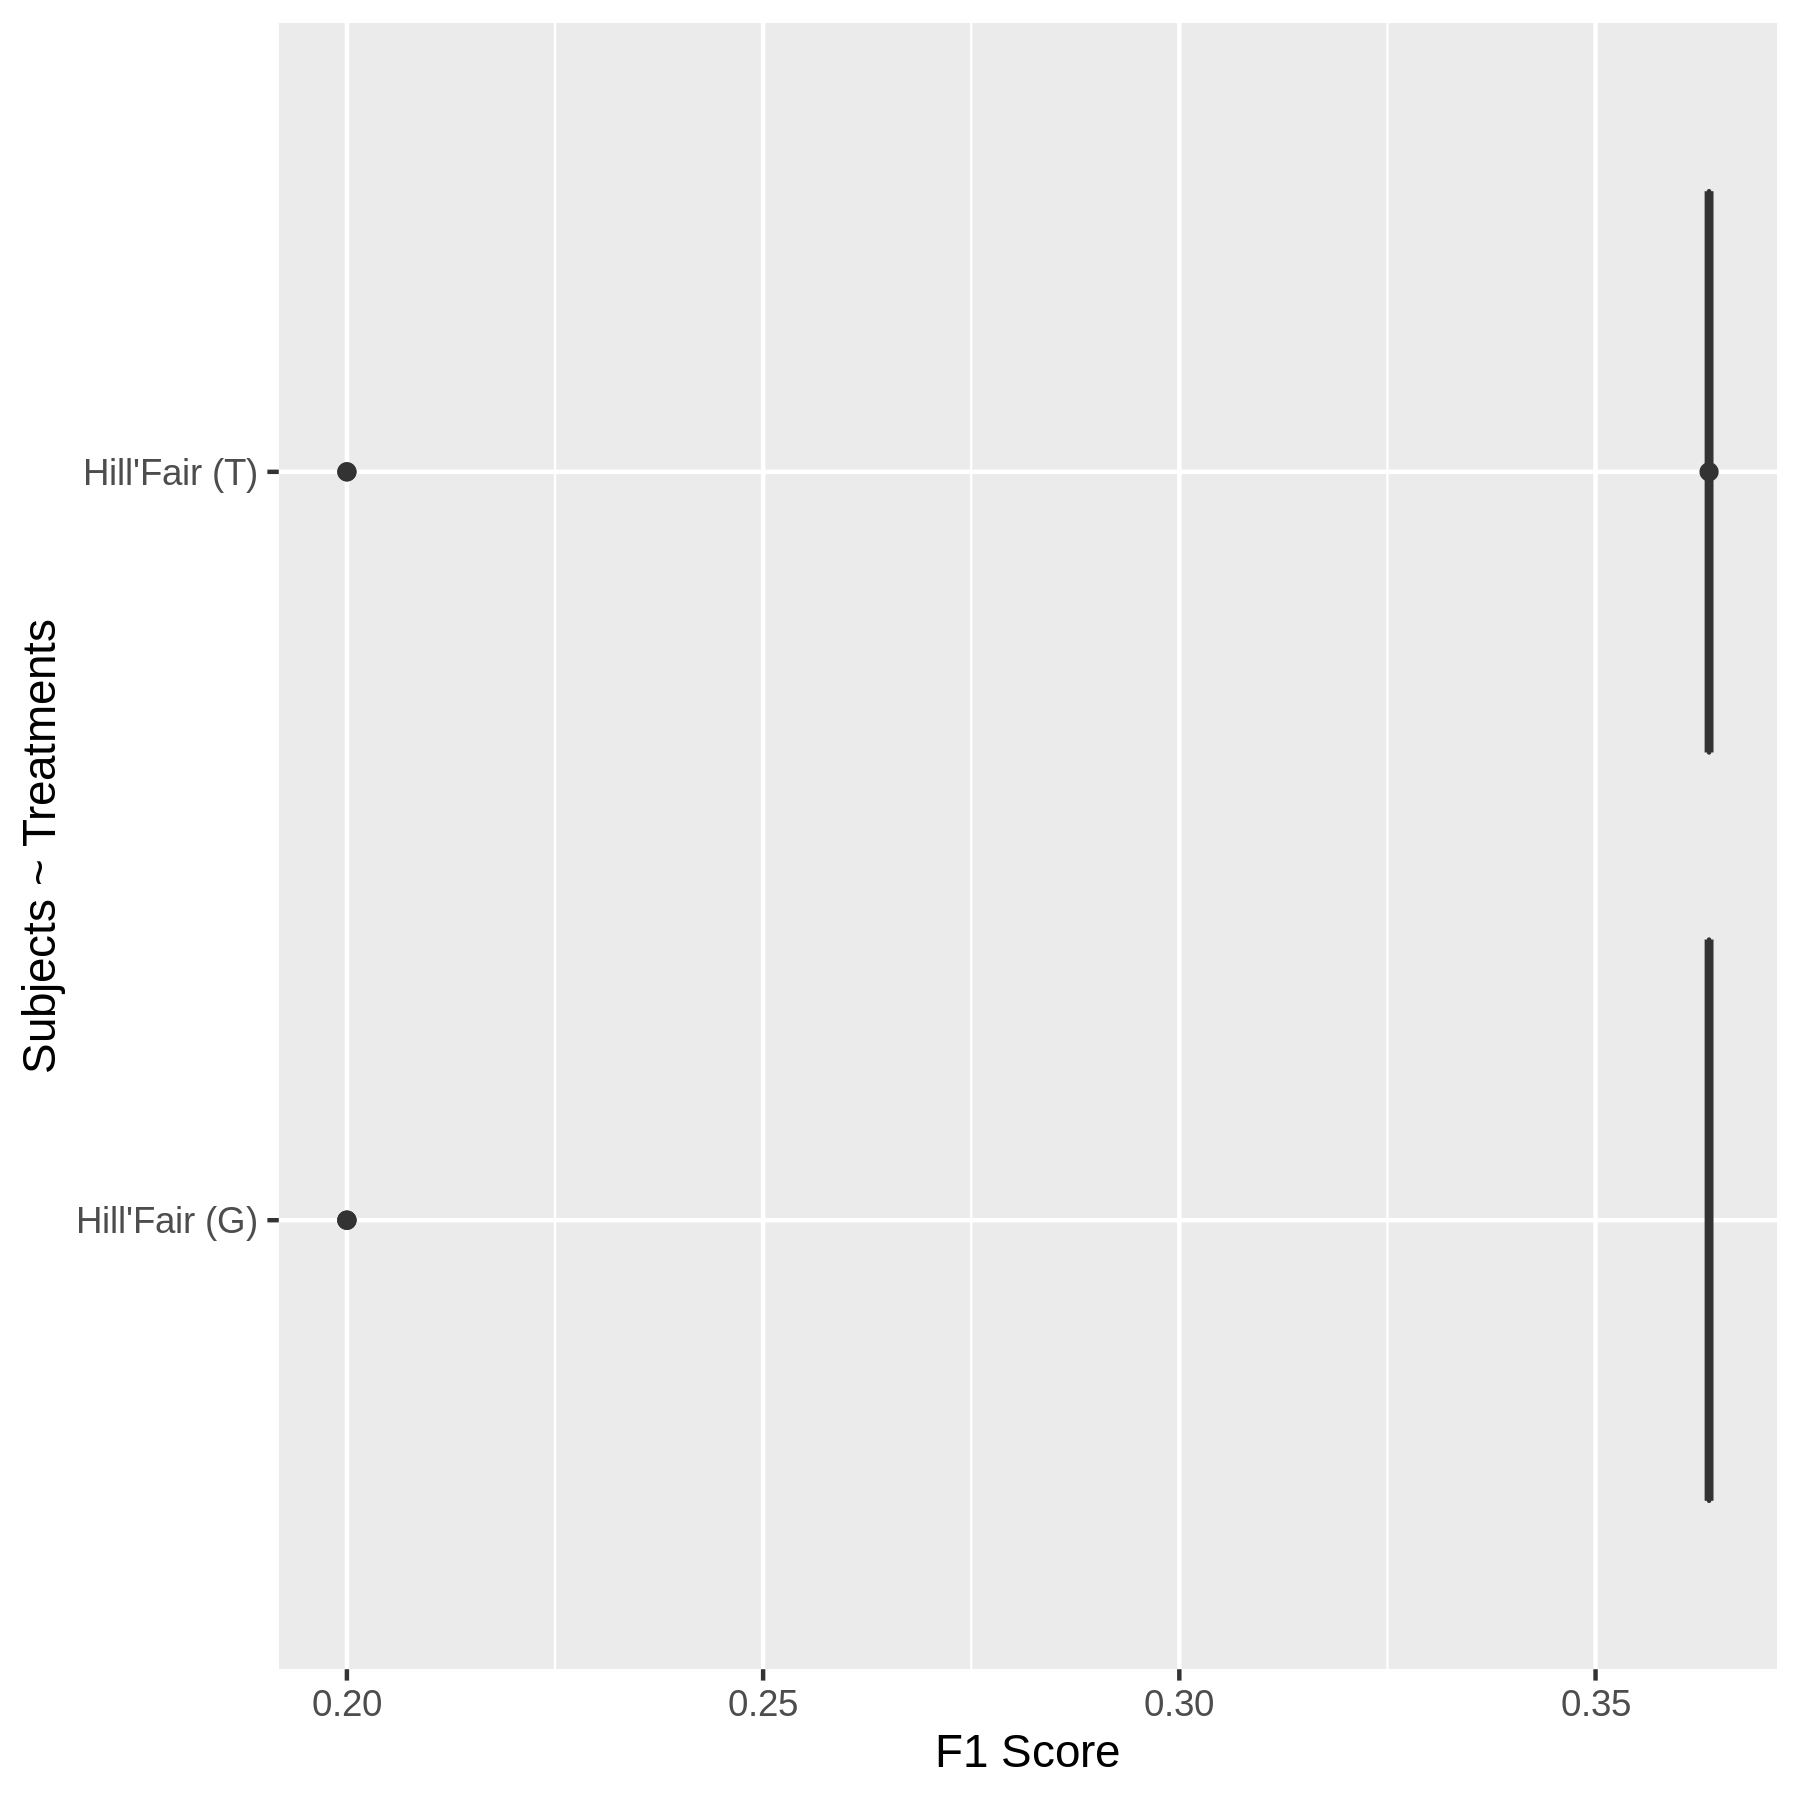 Subjects ~ Treatments
Hill'Fair (T)
Hill'Fair (G)
0.20 0.25 0.30 0.35
F1 Score